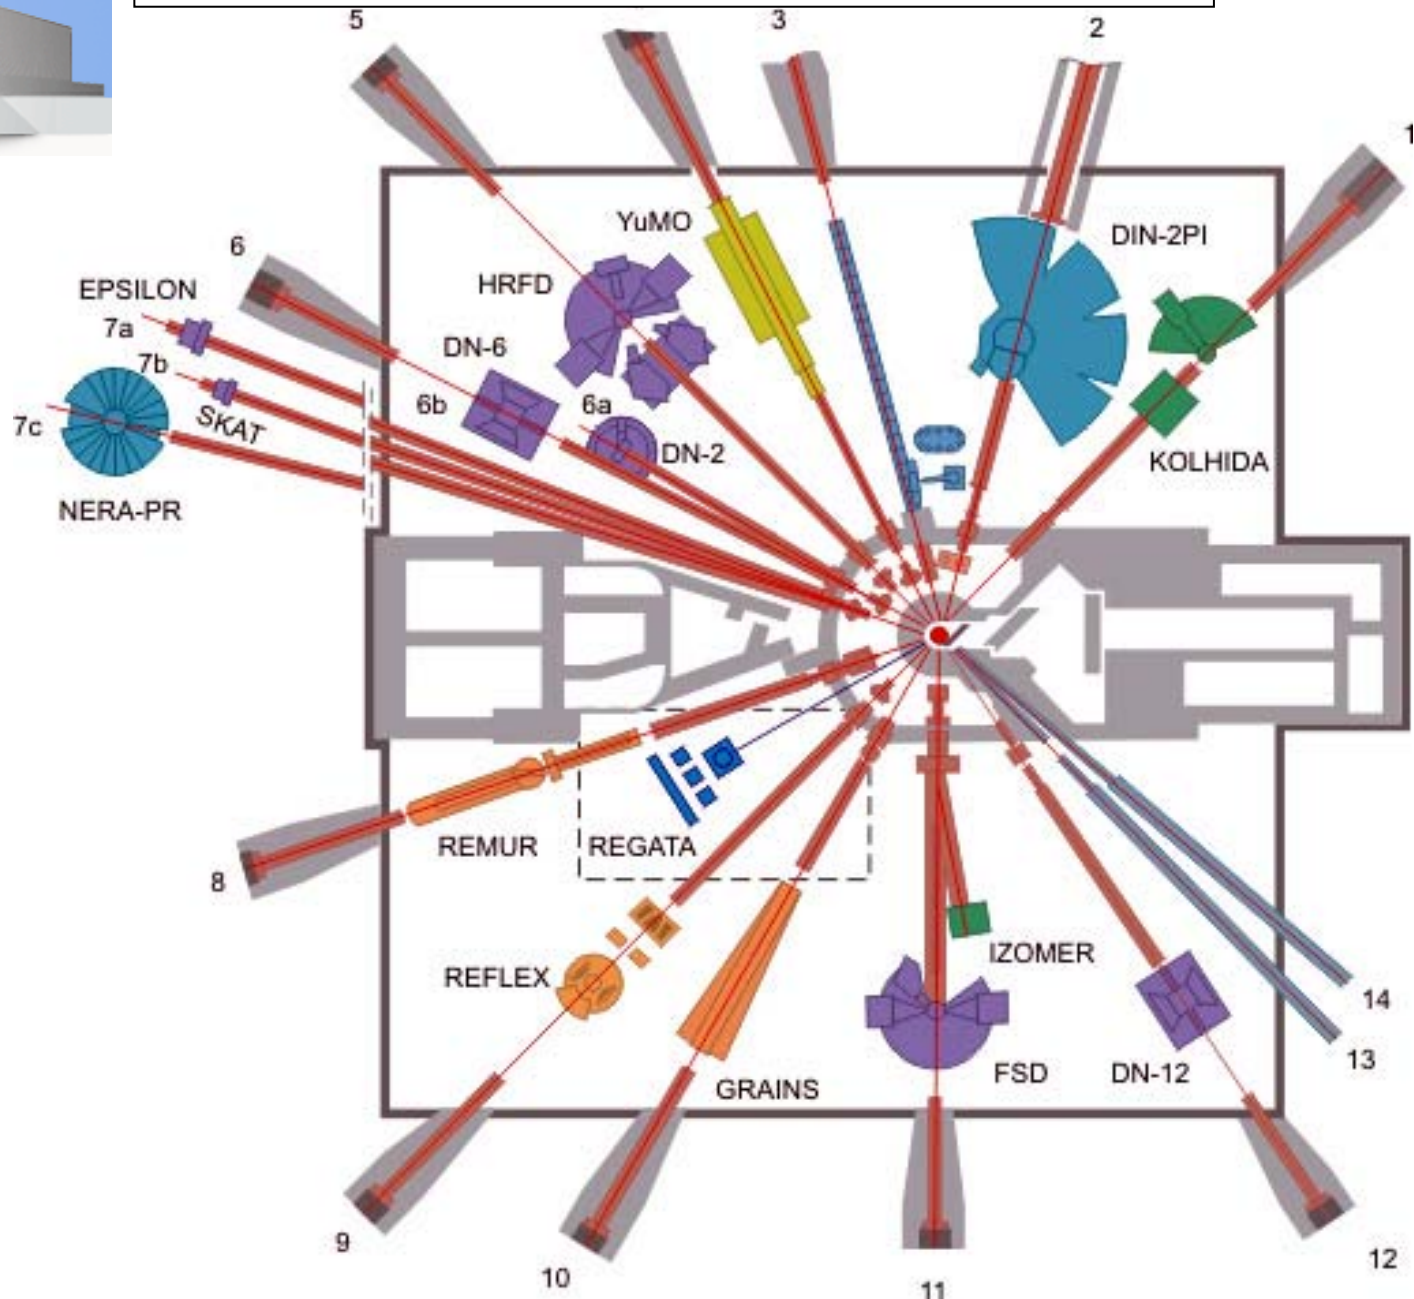 5
3
2
1
YuMO
DIN-2PI
6
HRFD
EPSILON
7a
DN-6
7b
6b
6a
SKAT
7c
DN-2
KOLHIDA
NERA-PR
REMUR
REGATA
8
IZOMER
REFLEX
14
13
FSD
DN-12
GRAINS
9
10
11
12